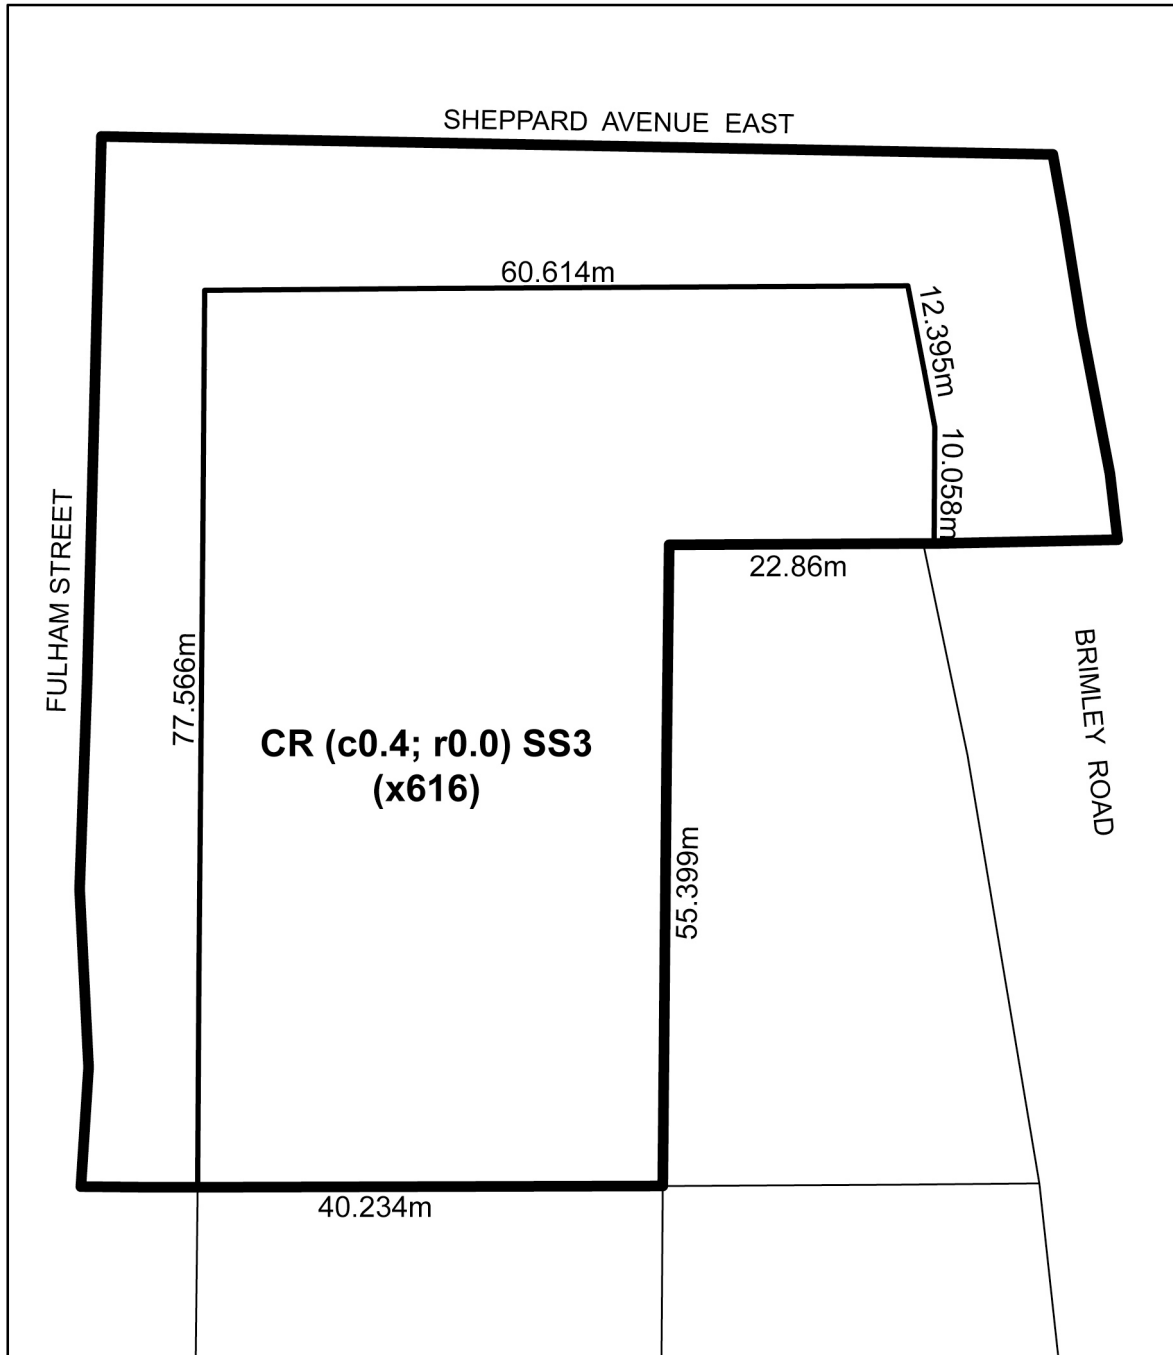 SHEPPARD AVENUE EAST
60.614m
12.395m
10.058m
FULHAM STREET
22.86m
77.566m
BRIMLEY ROAD
CR (c0.4; r0.0) SS3
(x616)
55.399m
40.234m